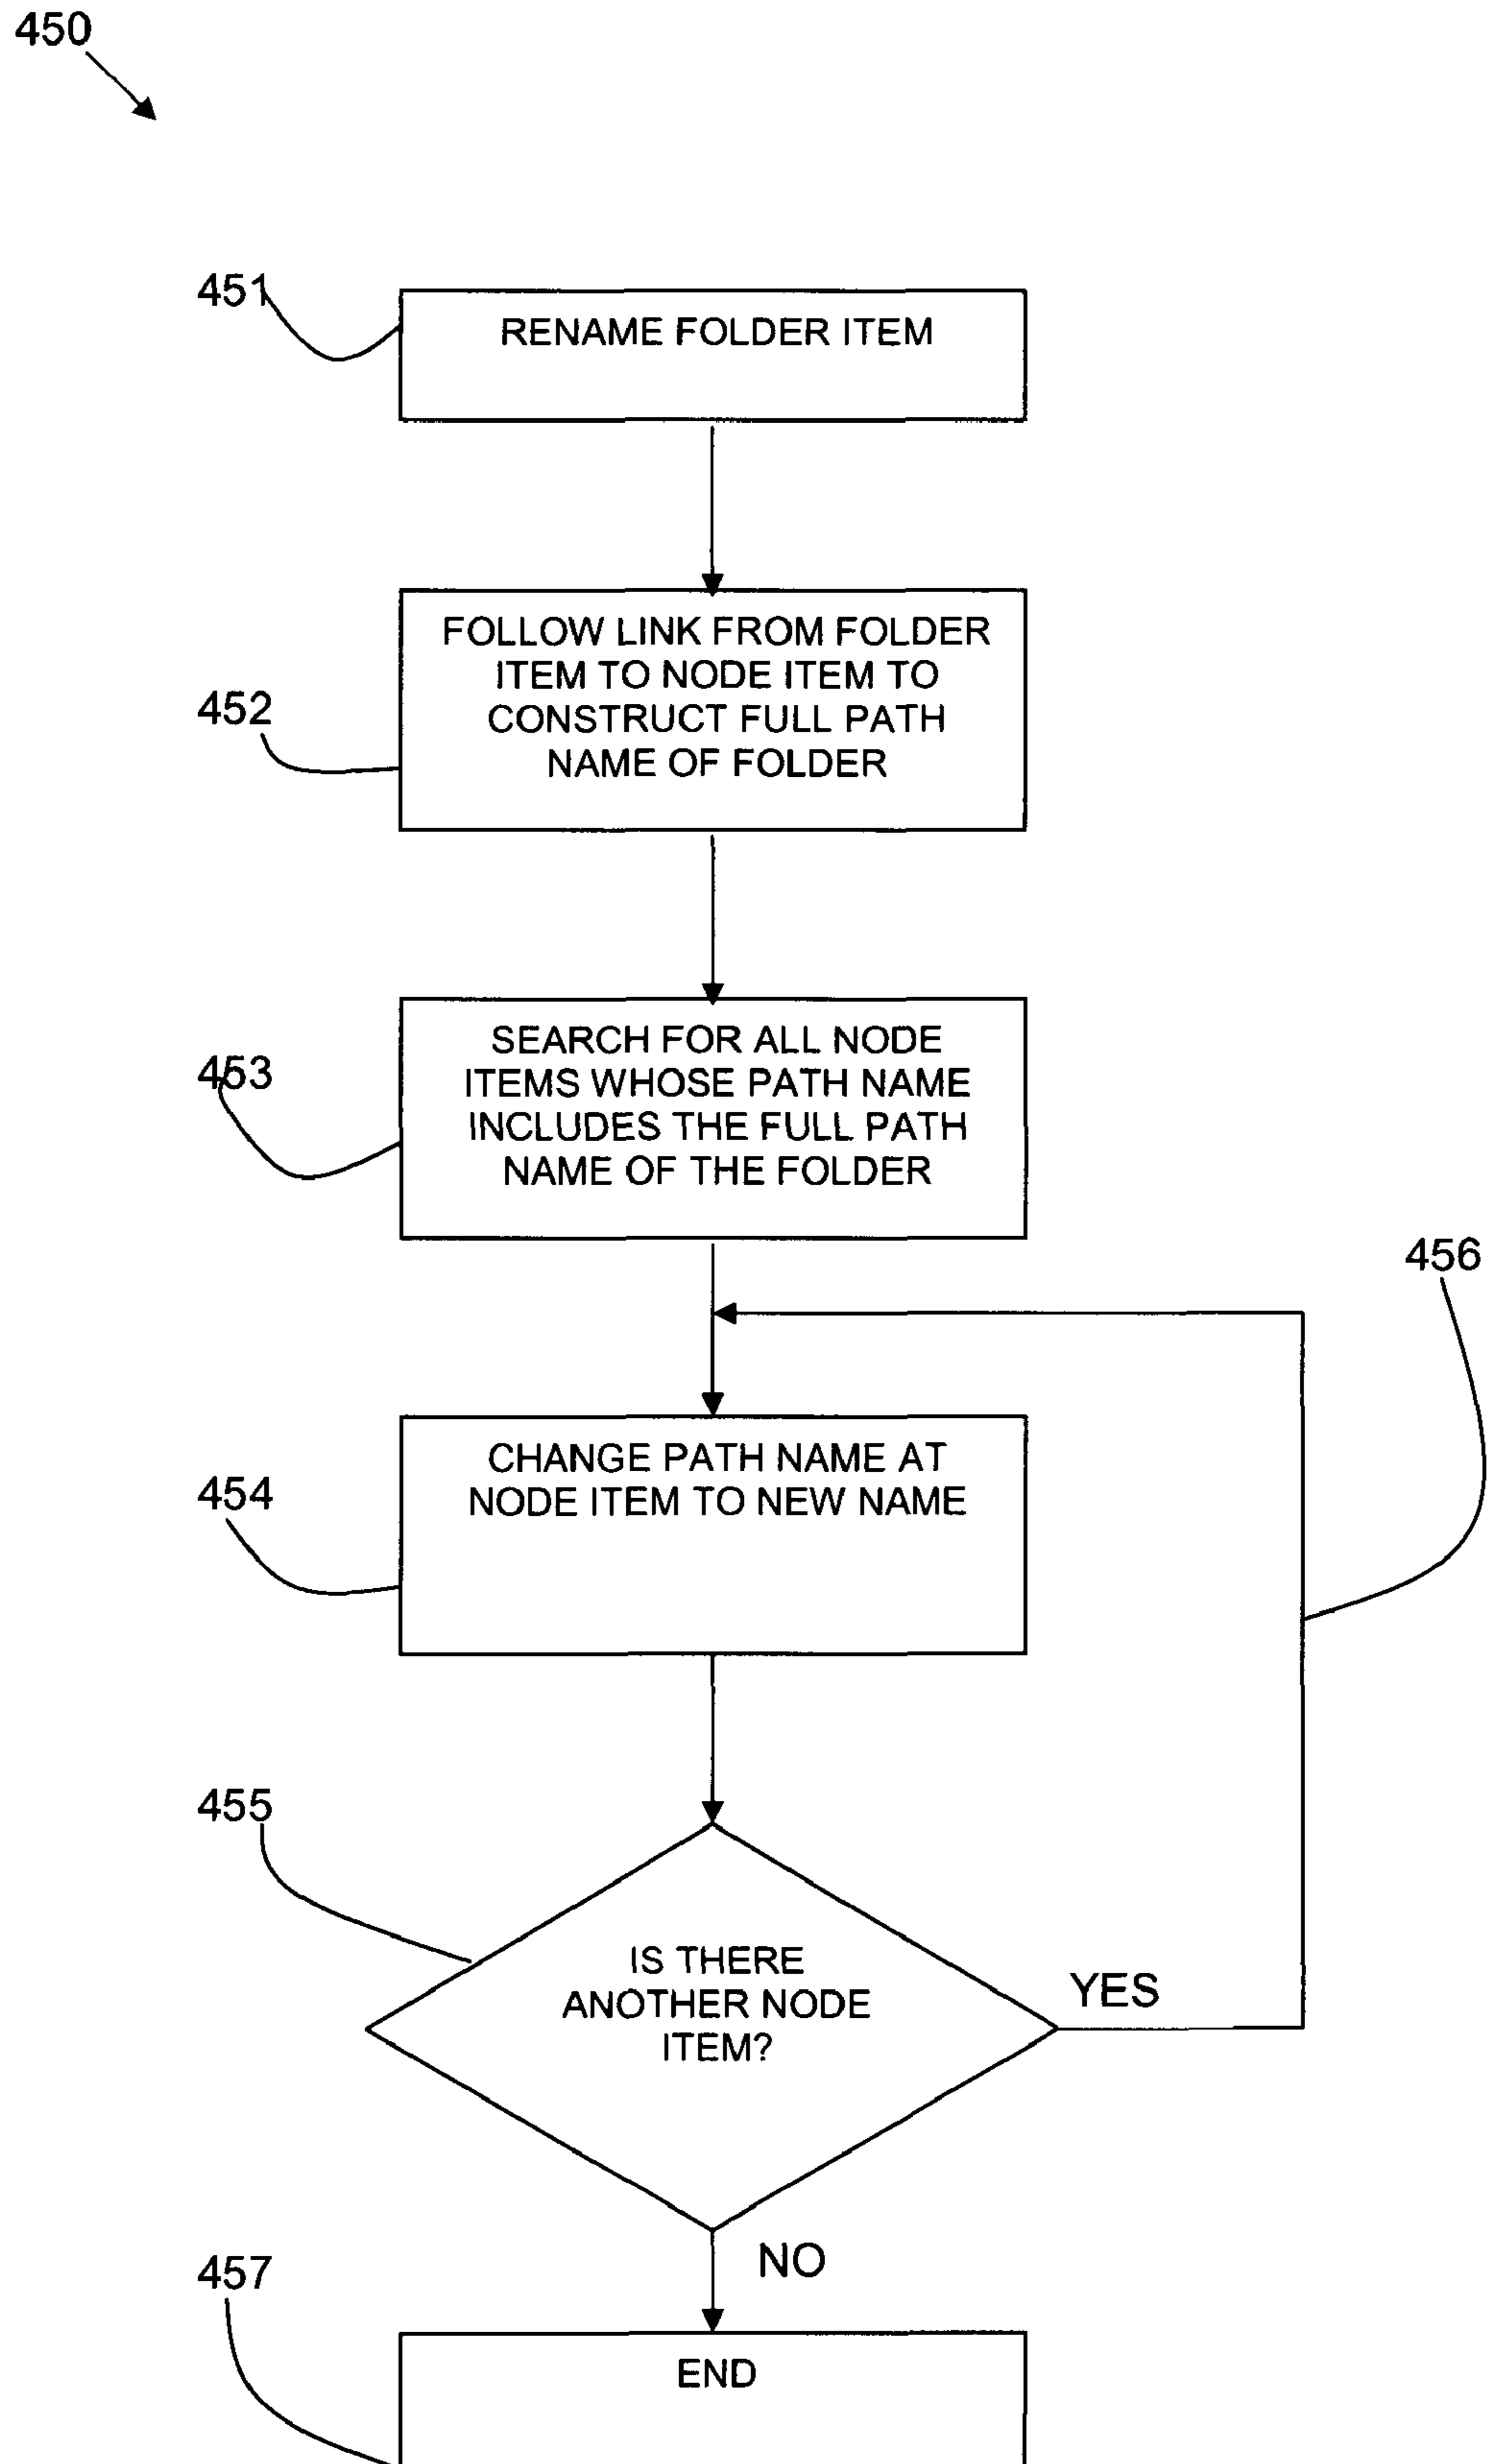 450
451
RENAME FOLDER ITEM
452
FOLLOW LINK FROM FOLDER
ITEM TO NODE ITEM TO
CONSTRUCT FULL PATH
NAME OF FOLDER
453
SEARCH FOR ALL NODE
ITEMS WHOSE PATH NAME
INCLUDES THE FULL PATH
NAME OF THE FOLDER
456
454
CHANGE PATH NAME AT
NODE ITEM TO NEW NAME
455
IS THERE
ANOTHER NODE
ITEM?
YES
NO
457
END